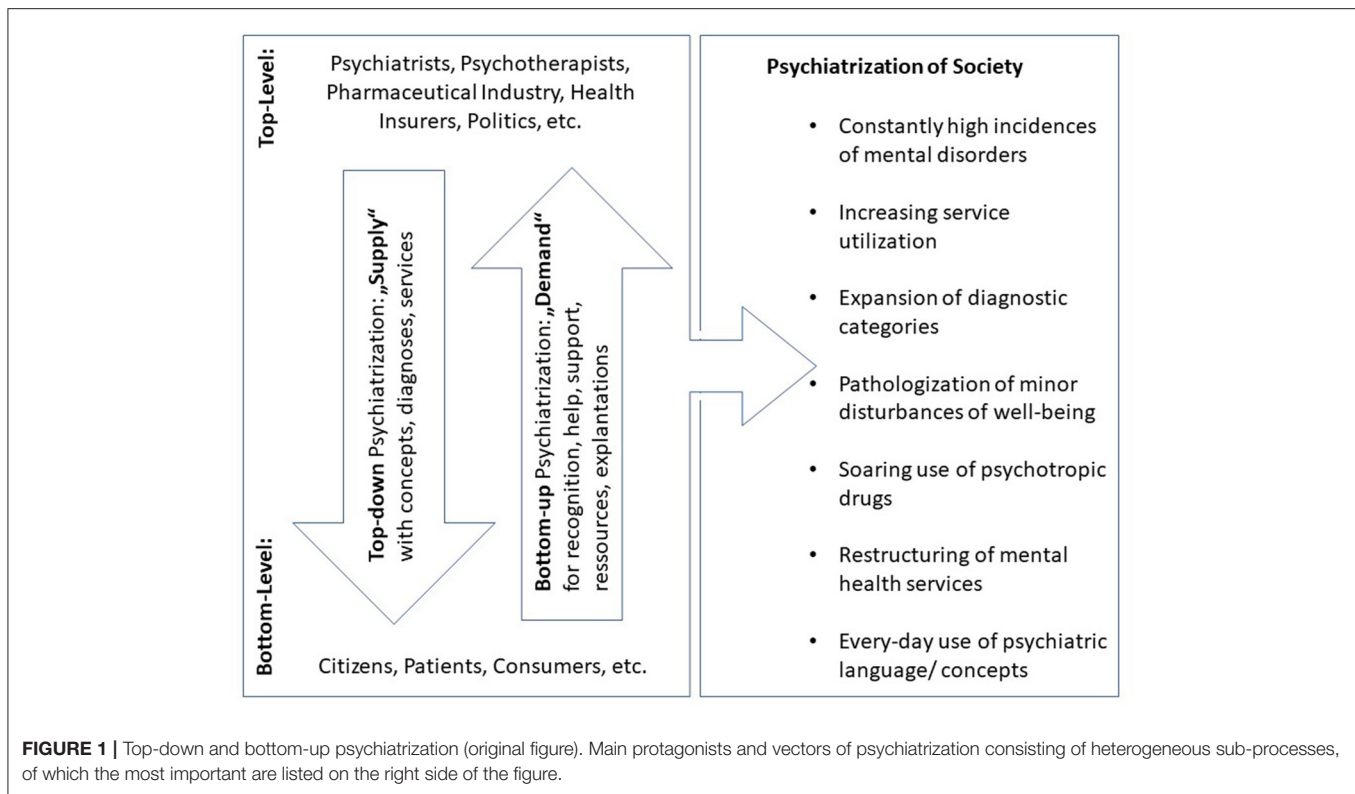 Top-Level:
Psychiatrists, Psychotherapists,
Pharmaceutical Industry, Health
Insurers, Politics, etc.
Top-down Psychiatrization: „Supply“
with concepts, diagnoses, services
Bottom-up Psychiatrization: „Demand“
for recognition, help, support,
ressources, explantations
Bottom-Level:
Citizens, Patients, Consumers, etc.
Psychiatrization of Society
• Constantly high incidences
of mental disorders
• Increasing service
utilization
• Expansion of diagnostic
categories
• Pathologization of minor
disturbances of well-being
• Soaring use of psychotropic
drugs
• Restructuring of mental
health services
• Every-day use of psychiatric
language/ concepts
FIGURE 1 | Top-down and bottom-up psychiatrization (original figure). Main protagonists and vectors of psychiatrization consisting of heterogeneous sub-processes,
of which the most important are listed on the right side of the figure.